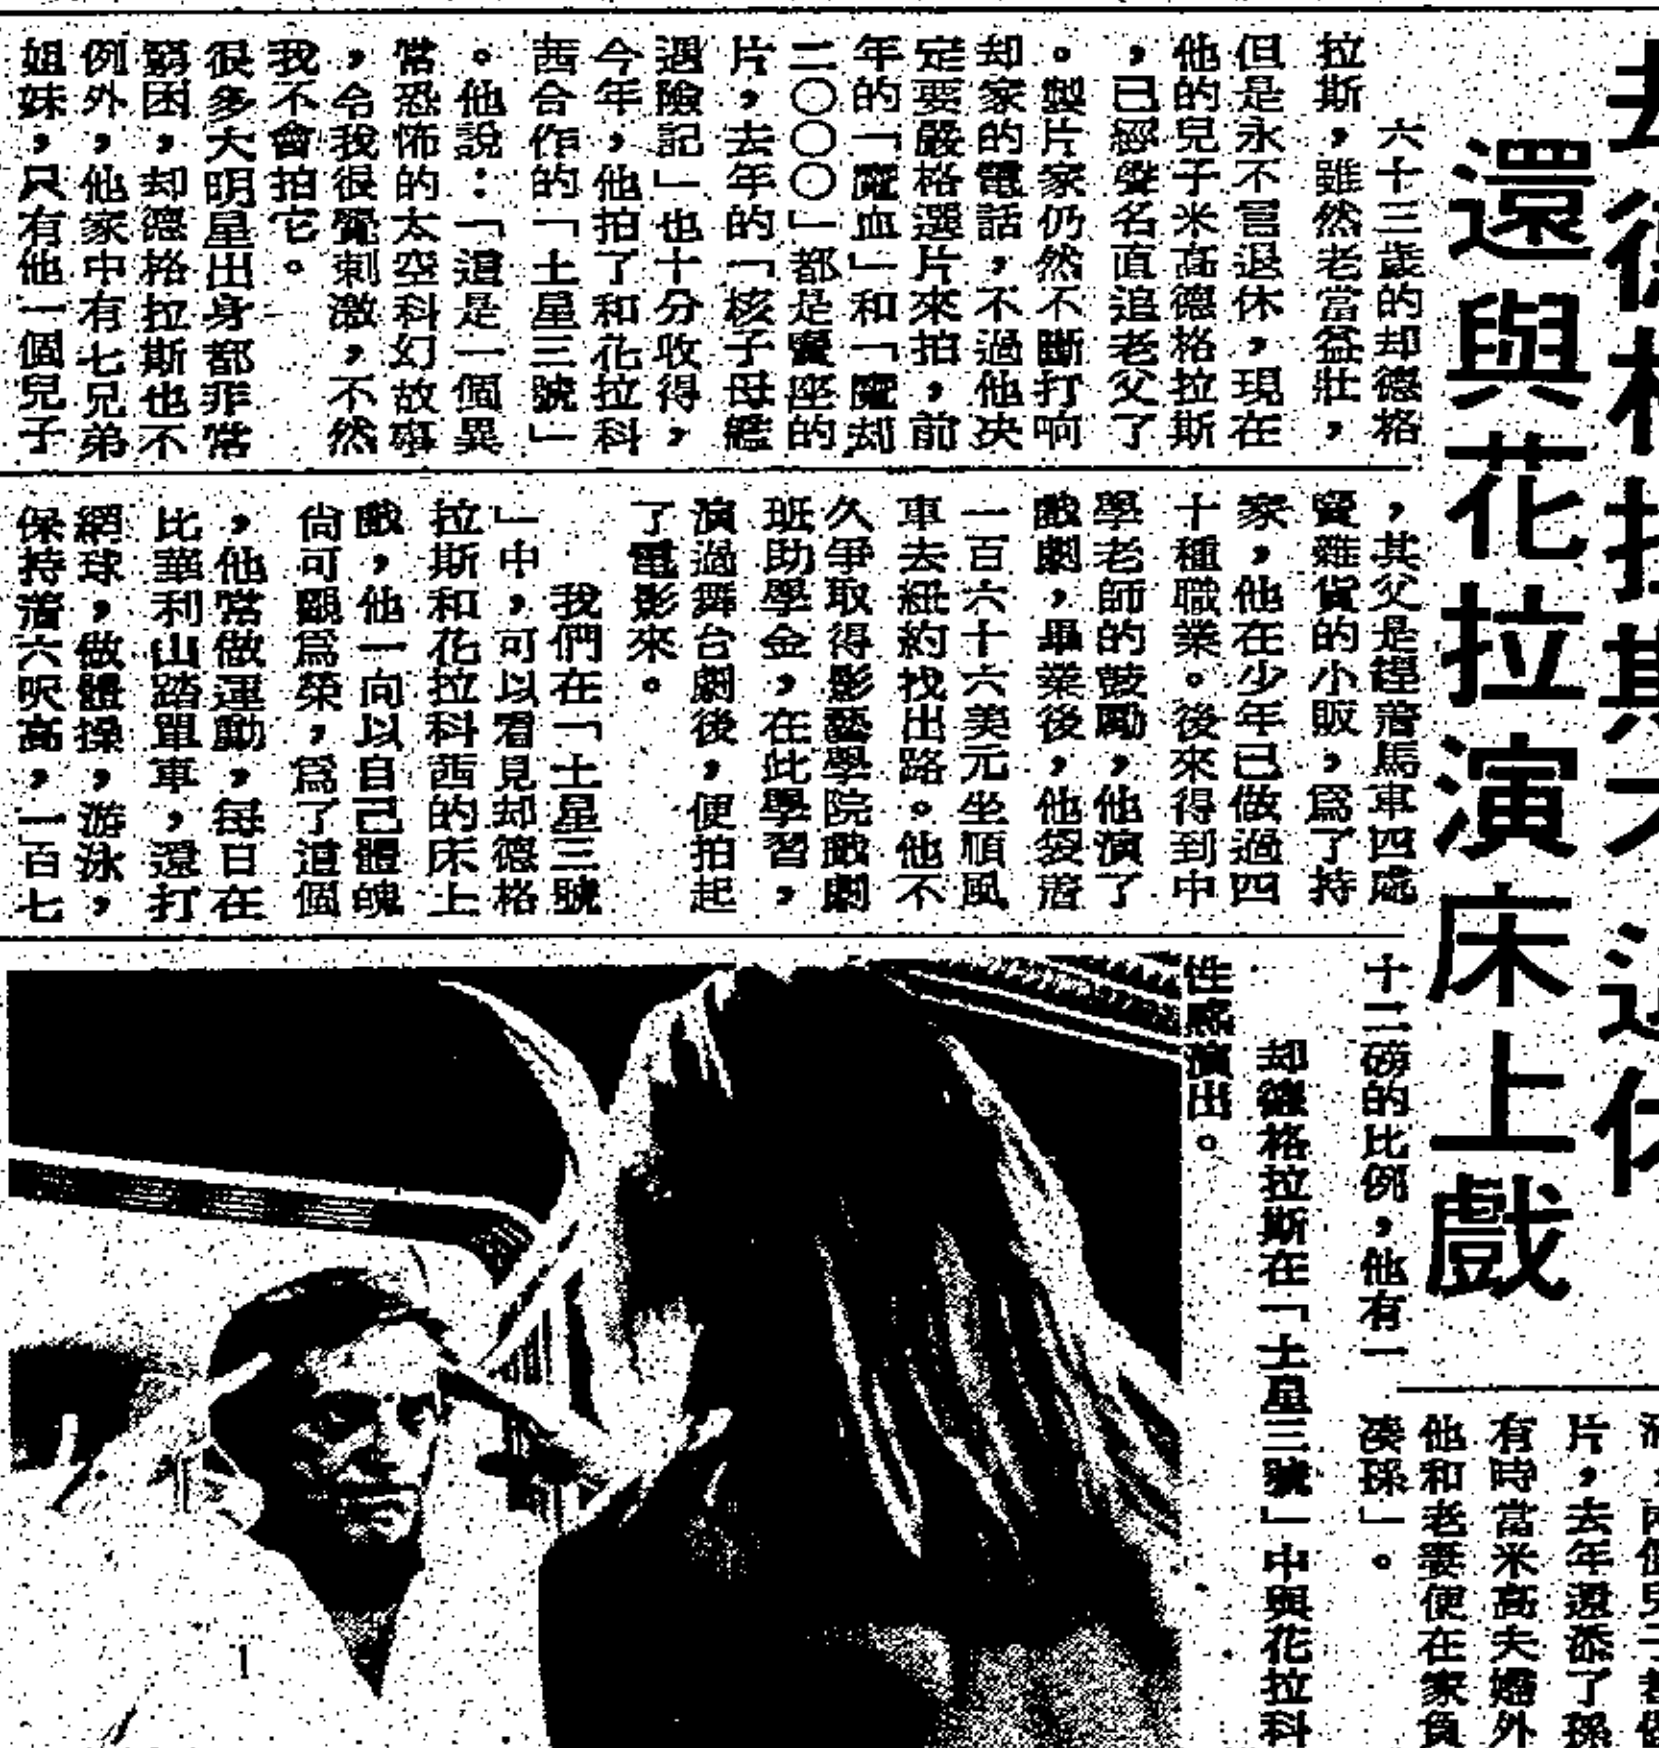 還與花拉演床上戲
六十三歲的却德格
拉斯，雖然老當益壯，
但是永不言退休，現在
他的兒子米高德格拉斯
，已經聲名直追老父了
。製片家仍然不斷打响
却家的電話，不過他决
定要嚴格選片來拍，前
年的「魔血」和「魔刼
二〇〇〇」都是賣座的
片，去年的「核子母艦
遇險記」也十分收得，
今年，他拍了和花拉科
茜合作的「土星三號」
。他說：「這是一個異
常恐怖的太空科幻故事
，令我很覺刺激，不然
我不會拍它。
很多大明星出身都非常
窮困，却德格拉斯也不
例外，他家中有七兄弟
姐妹，只有他一個兒子
，其父是趕着馬車四處
賣雜貨的小販，爲了持
家，他在少年已做過四
十種職業。後來得到中
學老師的鼓勵，他演了
戲劇，畢業後，他袋着
一百六十六美元坐順風
車去紐約找出路。他不
久爭取得影藝學院戲劇
班助學金，在此學習，
演過舞台劇後，便拍起
了電影來。
我們在「土星三號
」中，可以看見却德格
拉斯和花拉科茜的床上
戲，他一向以自己體魄
尙可觀爲榮，爲了這個
，他常做運動，每日在
比華利山踏單車，還打
網球，做體操，游泳，
保持着六呎高，一百七
十二磅的比例，他有一
却德格拉斯在「土星三號」中與花拉科
性感演出。
片，去年還添了孫
有時當米高夫婦外
他和老妻便在家負
湊孫」。
1